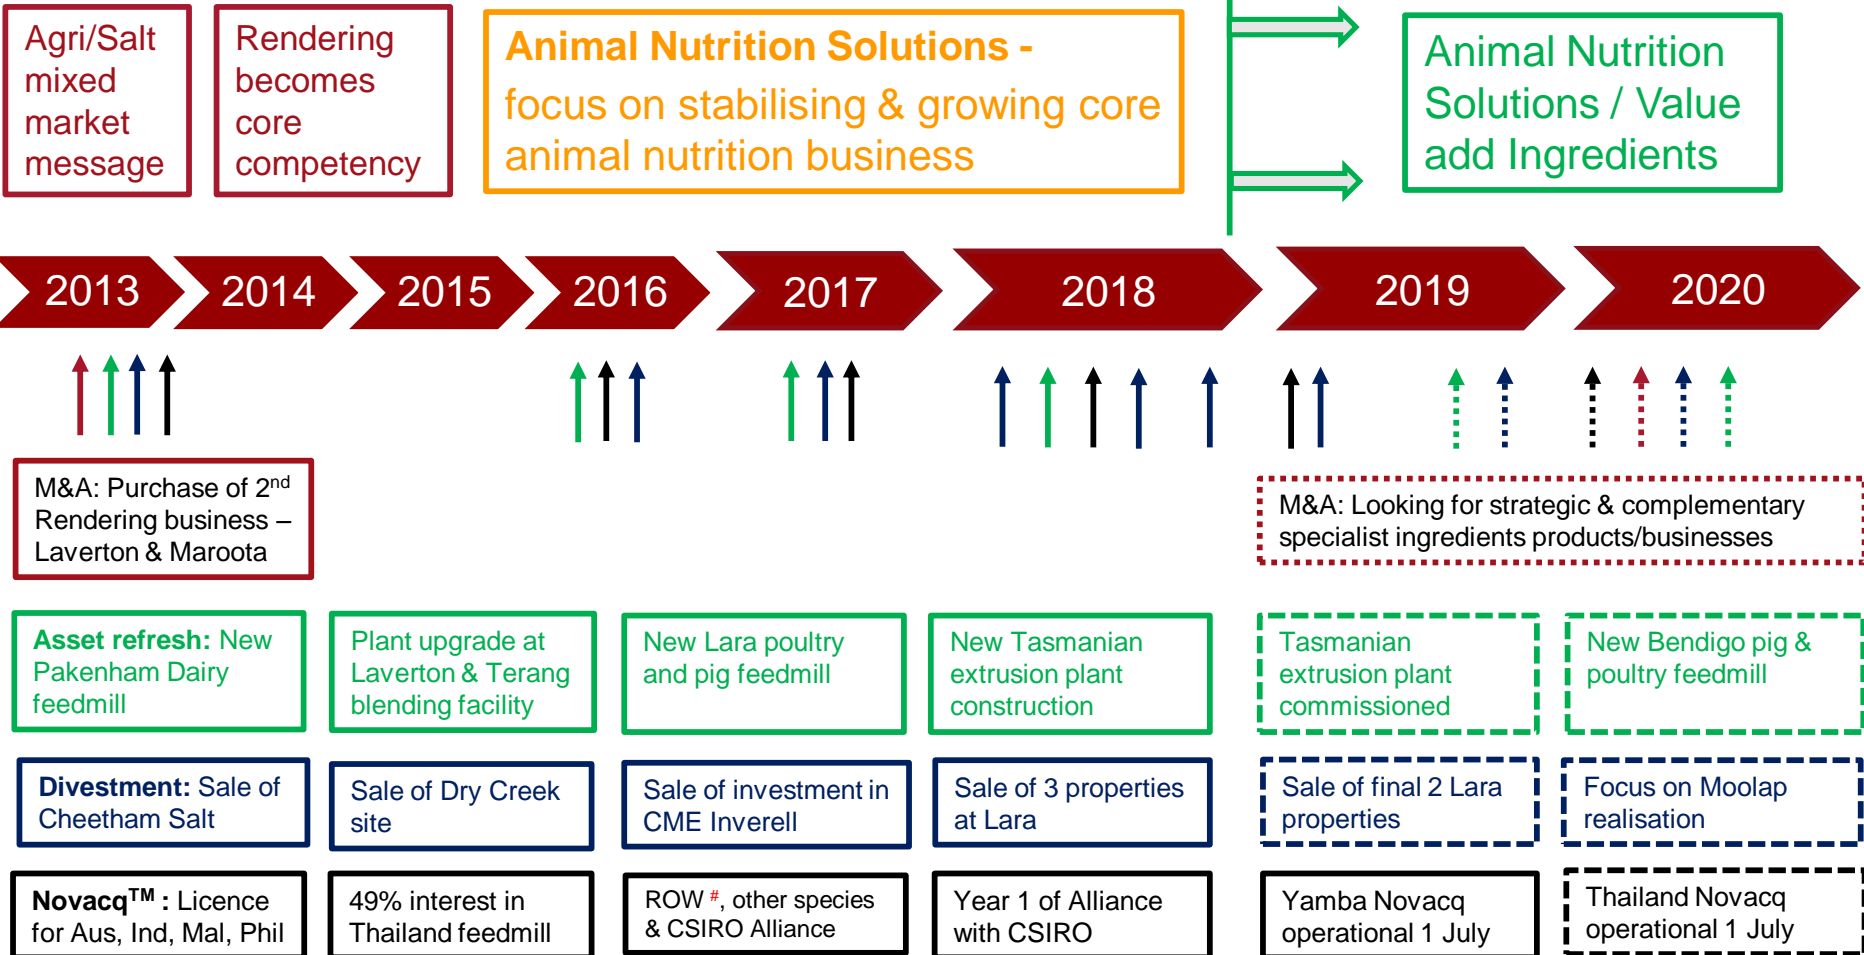 Agri/Salt
mixed
market
message
Rendering
becomes
core
competency
Animal Nutrition Solutions -
focus on stabilising & growing core
animal nutrition business
Animal Nutrition
Solutions / Value
add Ingredients
2013
2014
2015
2016
2017
2018
2019
2020
M&A: Purchase of 2nd
Rendering business –
Laverton & Maroota
M&A: Looking for strategic & complementary
specialist ingredients products/businesses
Asset refresh: New
Pakenham Dairy
feedmill
Plant upgrade at
Laverton & Terang
blending facility
New Lara poultry
and pig feedmill
New Tasmanian
extrusion plant
construction
Tasmanian
extrusion plant
commissioned
New Bendigo pig &
poultry feedmill
Divestment: Sale of
Cheetham Salt
Sale of Dry Creek
site
Sale of investment in
CME Inverell
Sale of 3 properties
at Lara
Sale of final 2 Lara
properties
Focus on Moolap
realisation
Novacq™ : Licence
for Aus, Ind, Mal, Phil
49% interest in
Thailand feedmill
ROW #, other species
& CSIRO Alliance
Year 1 of Alliance
with CSIRO
Yamba Novacq
operational 1 July
Thailand Novacq
operational 1 July